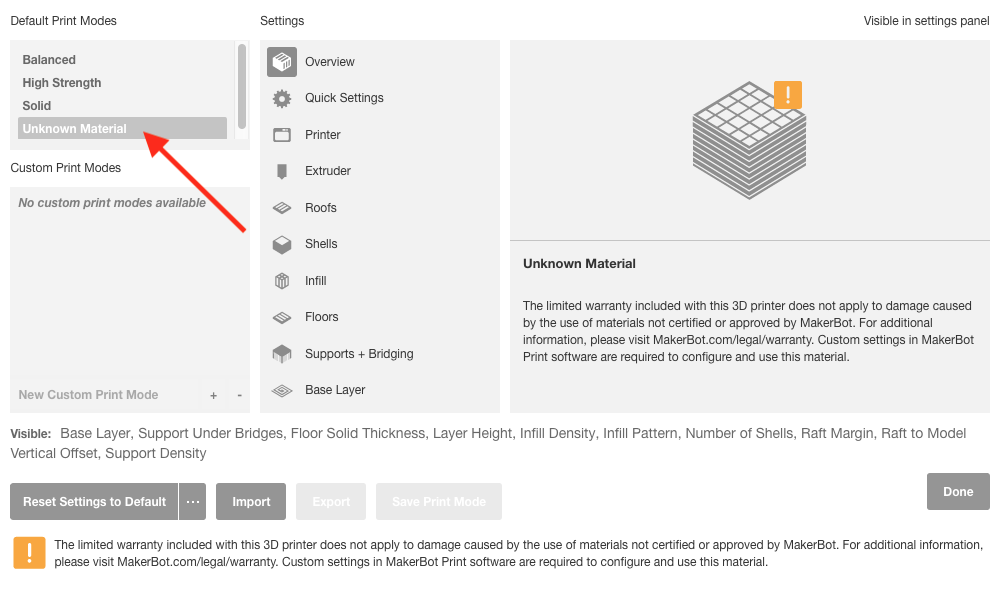 Default Print Modes
Settings
Visible in settings panel
Balanced
High Strength
Solid
Unknown Material
Custom Print Modes
No custom print modes available
New Custom Print Mode + -
Overview
Quick Settings
Printer
Extruder
Roofs
Shells
Infill
Floors
Supports + Bridging
Base Layer
!
Unknown Material
The limited warranty included with this 3D printer does not apply to damage caused
by the use of materials not certified or approved by MakerBot. For additional
information, please visit MakerBot.com/legal/warranty. Custom settings in MakerBot
Print software are required to configure and use this material.
Visible: Base Layer, Support Under Bridges, Floor Solid Thickness, Layer Height, Infill Density, Infill Pattern, Number of Shells, Raft Margin, Raft to Model
Vertical Offset, Support Density
Reset Settings to Default ... Import Export Save Print Mode
Done
!
The limited warranty included with this 3D printer does not apply to damage caused by the use of materials not certified or approved by MakerBot. For additional information,
please visit MakerBot.com/legal/warranty. Custom settings in MakerBot Print software are required to configure and use this material.